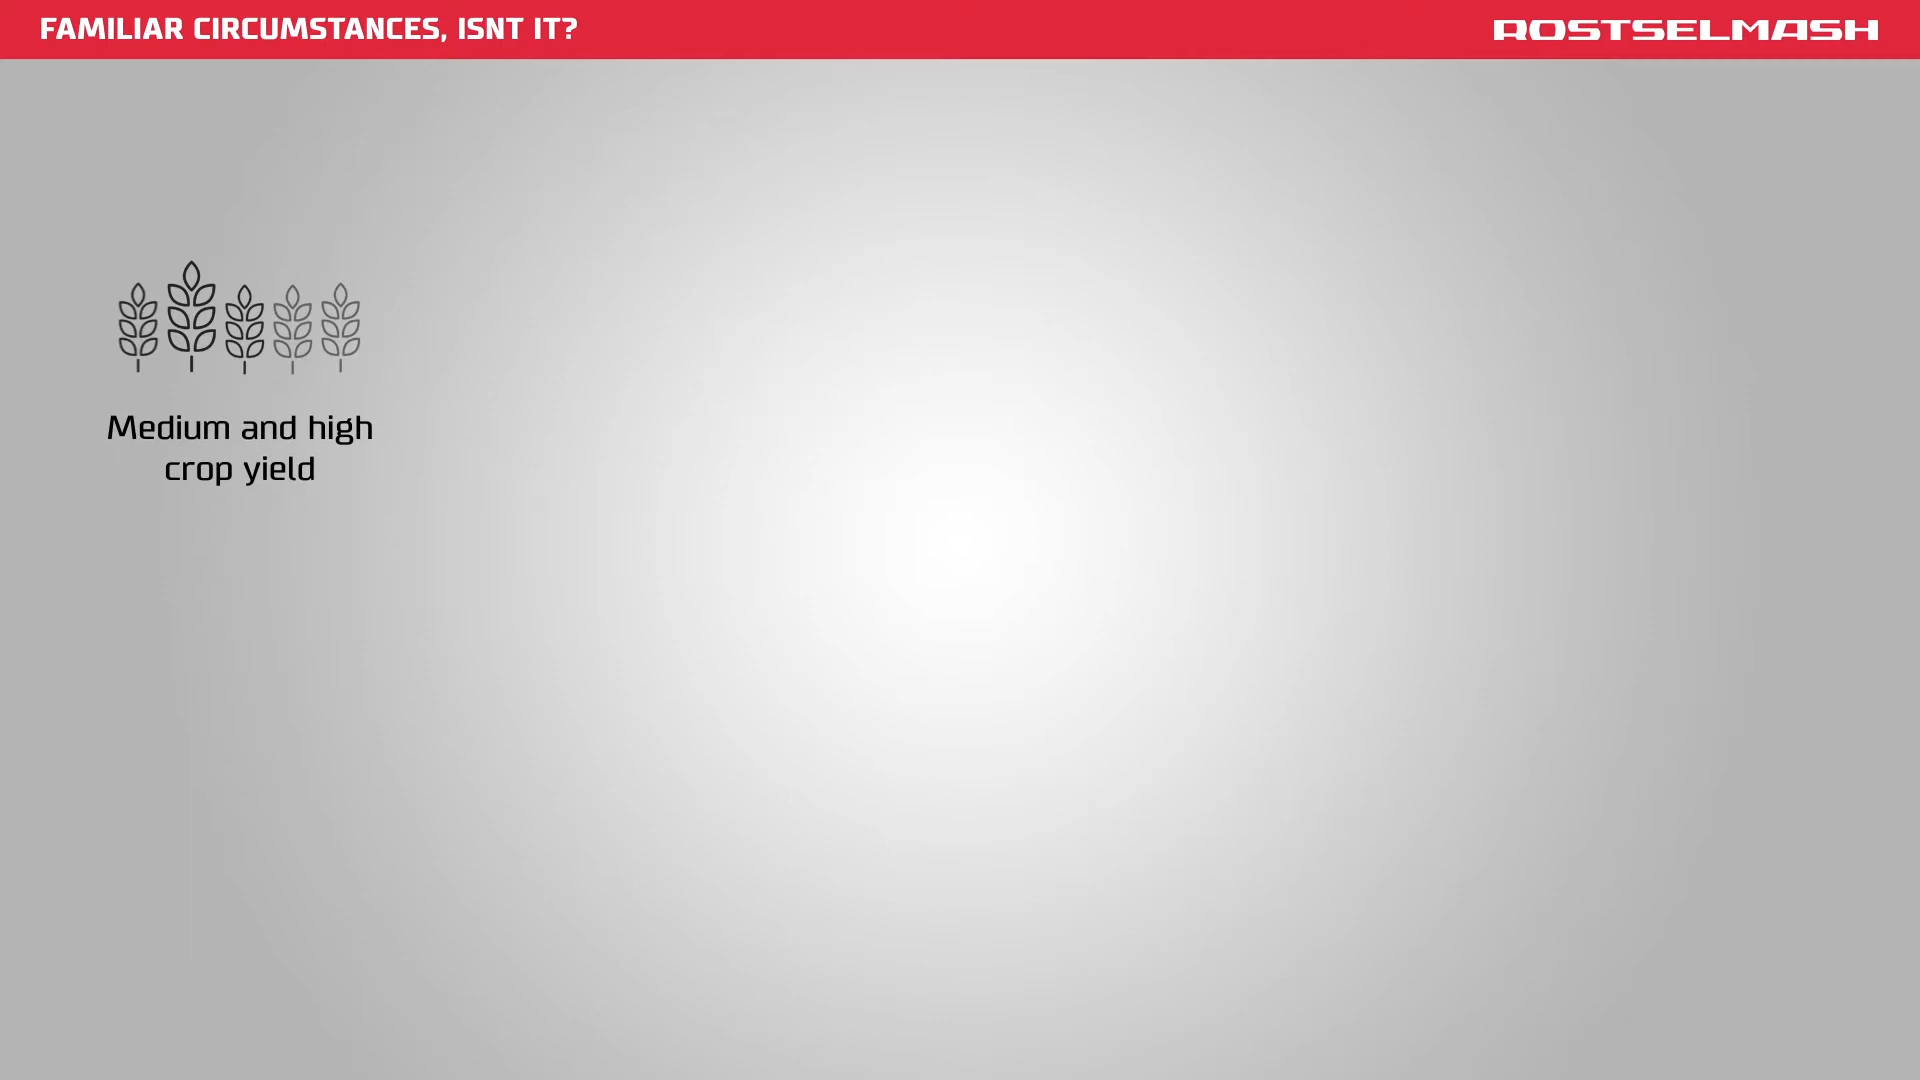 FAMILIAR CIRCUMSTANCES, ISNT IT?
ROSTSELMASH
Medium and high
crop yield